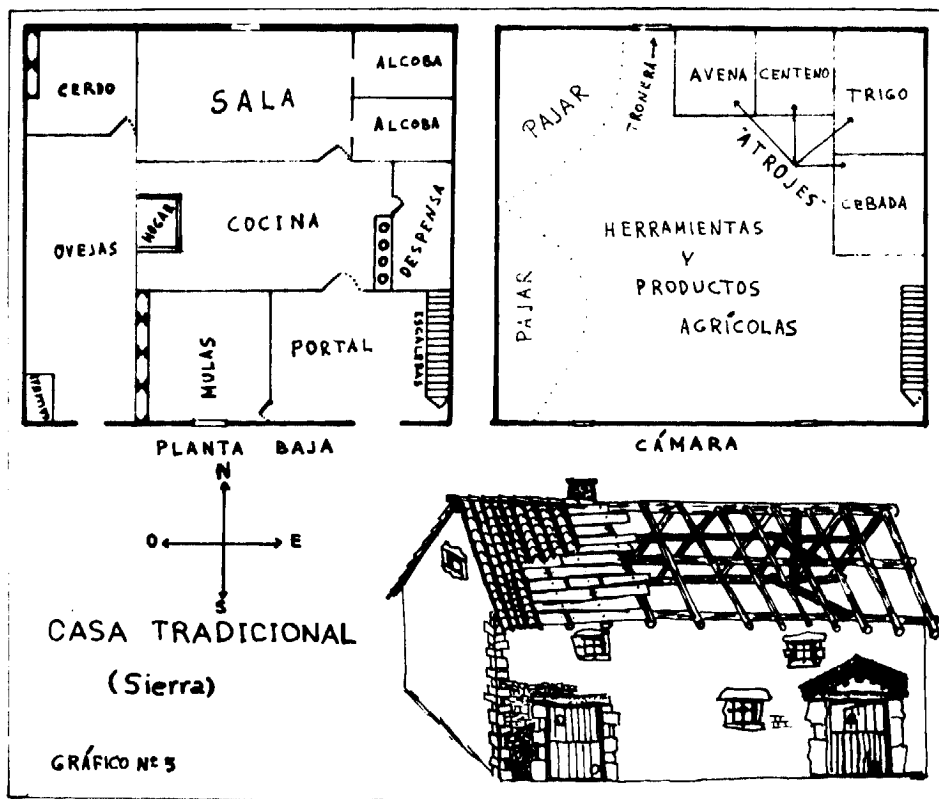 CERDO
SALA
ALCOBA
ALCOBA
OVEJAS
HOGAR
COCINA
DESPENSA
MULAS
PORTAL
ESCALERAS
PLANTA BAJA
PAJAR
PAJAR
TRONERA
AVENA
CENTENO
TRIGO
ATROJES
CEBADA
HERRAMIENTAS
Y
PRODUCTOS
AGRÍCOLAS
CÁMARA
N
O
E
S
CASA TRADICIONAL
(Sierra)
GRÁFICO Nº 5